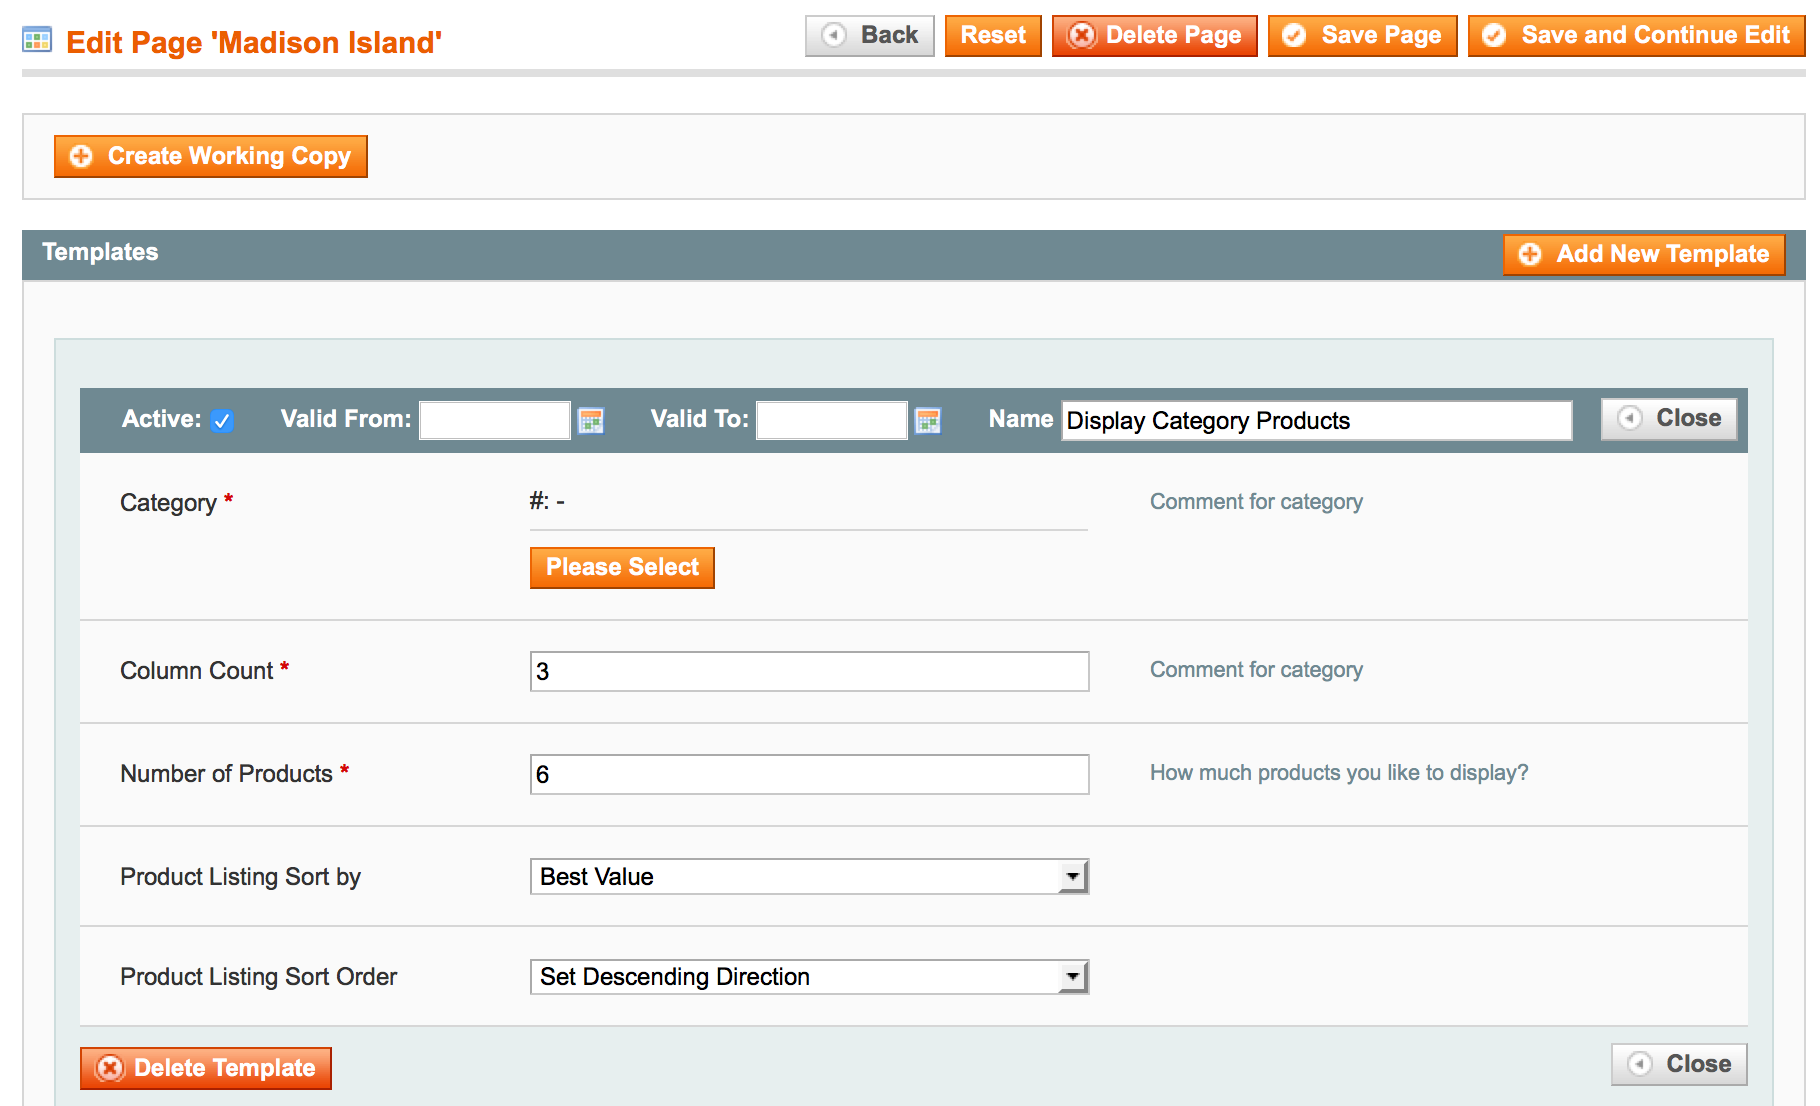 Edit Page 'Madison Island'
Back
Reset
Delete Page
Save Page
Save and Continue Edit
Create Working Copy
Templates
Add New Template
Active:
Valid From:
Valid To:
Name
Display Category Products
Close
Category *
#: -
Comment for category
Please Select
Column Count *
3
Comment for category
Number of Products *
6
How much products you like to display?
Product Listing Sort by
Best Value
Product Listing Sort Order
Set Descending Direction
Delete Template
Close